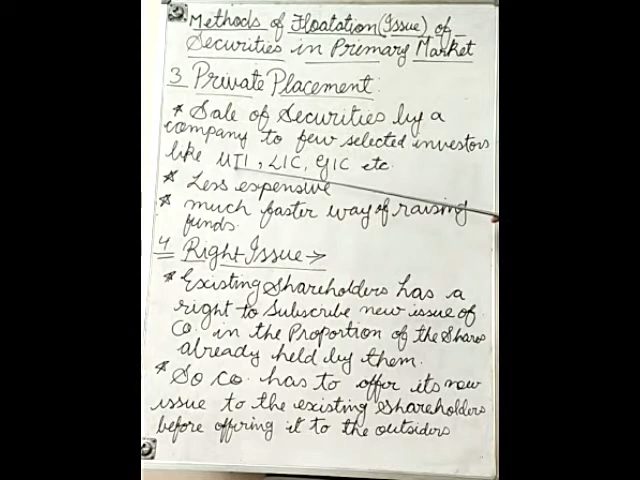 Methods of Floatation (Issue) of
Securities in Primary Market
3 Private Placement:
* Sale of Securities by a
company to few selected investors
like UTI, LIC, GIC etc.
* Less expensive
* much faster way of raising
funds.
4 Right Issue →
* Existing Shareholders has a
right to Subscribe new issue of
Co. in the Proportion of the Shares
already held by them.
* So Co. has to offer its new
issue to the existing shareholders
before offering it to the outsiders